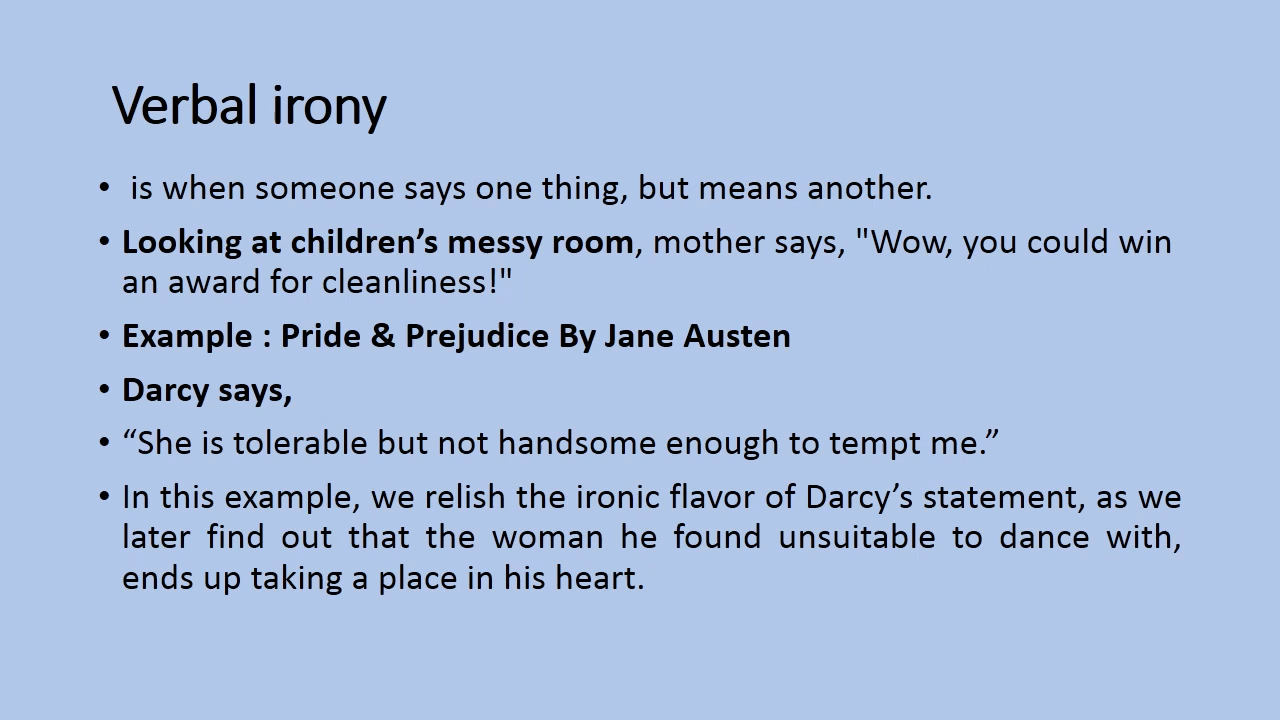 Verbal irony
• is when someone says one thing, but means another.
• Looking at children’s messy room, mother says, "Wow, you could win
an award for cleanliness!"
• Example : Pride & Prejudice By Jane Austen
• Darcy says,
• “She is tolerable but not handsome enough to tempt me.”
• In this example, we relish the ironic flavor of Darcy’s statement, as we
later find out that the woman he found unsuitable to dance with,
ends up taking a place in his heart.